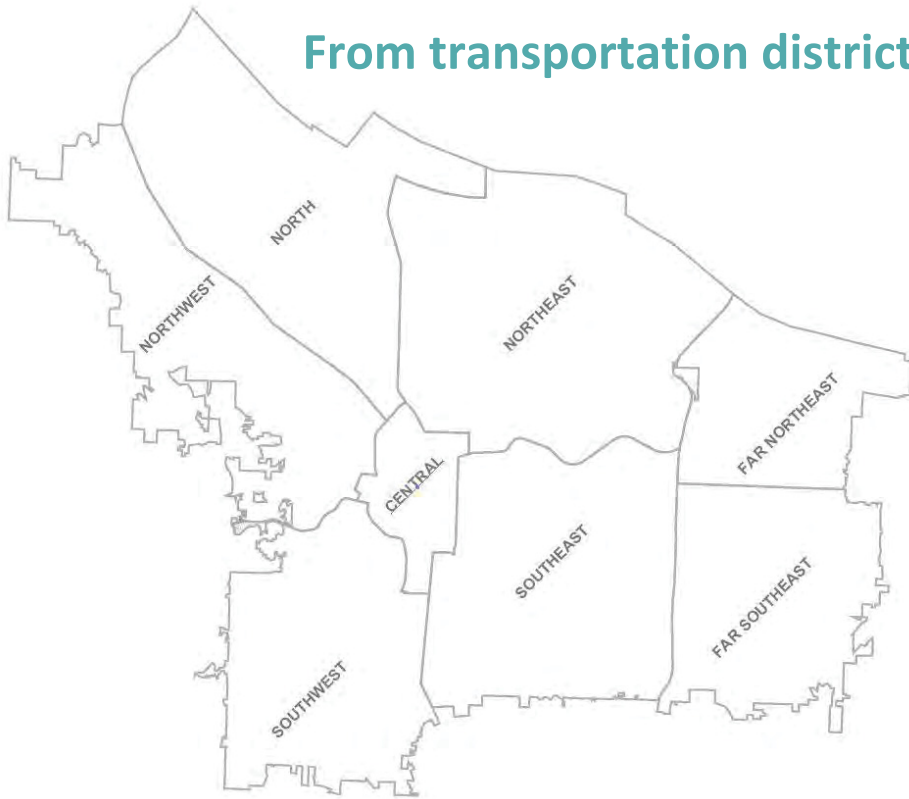 From transportation district
NORTH
NORTHWEST
NORTHEAST
FAR NORTHEAST
CENTRAL
SOUTHEAST
FAR SOUTHEAST
SOUTHWEST